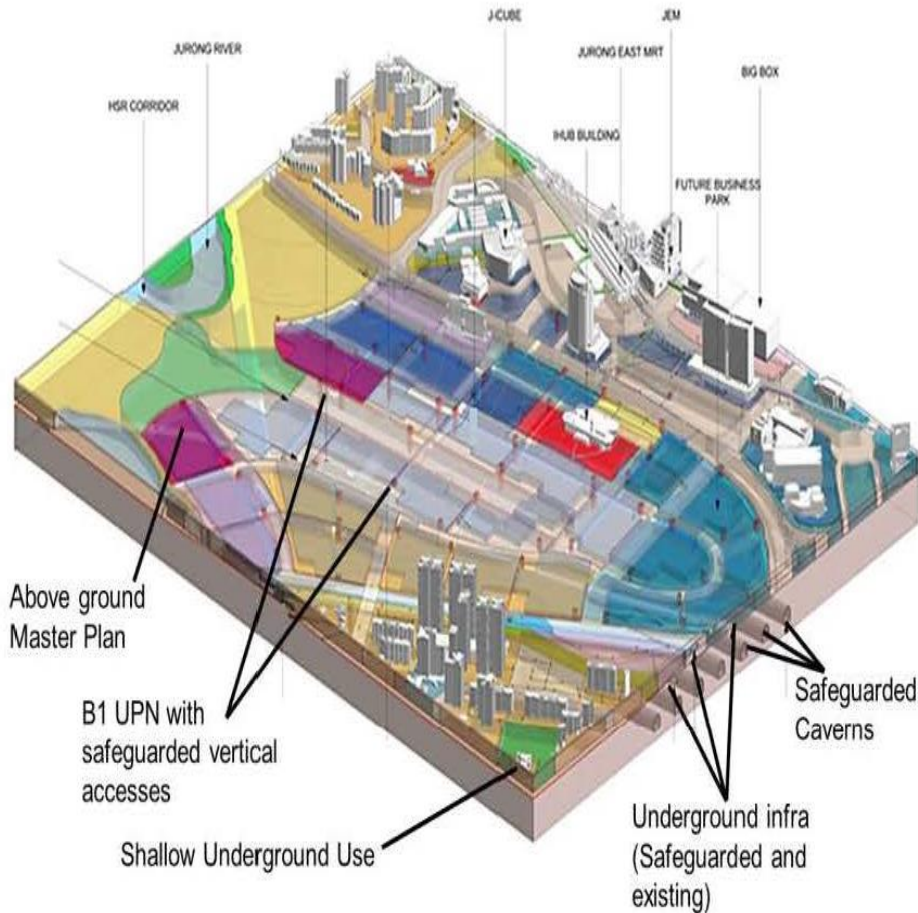 J-CUBE
JEM
JURONG RIVER
JURONG EAST MRT
BIG BOX
HSR CORRIDOR
IHUB BUILDING
FUTURE BUSINESS
PARK
Above ground
Master Plan
B1 UPN with
safeguarded vertical
accesses
Safeguarded
Caverns
Shallow Underground Use
Underground infra
(Safeguarded and
existing)